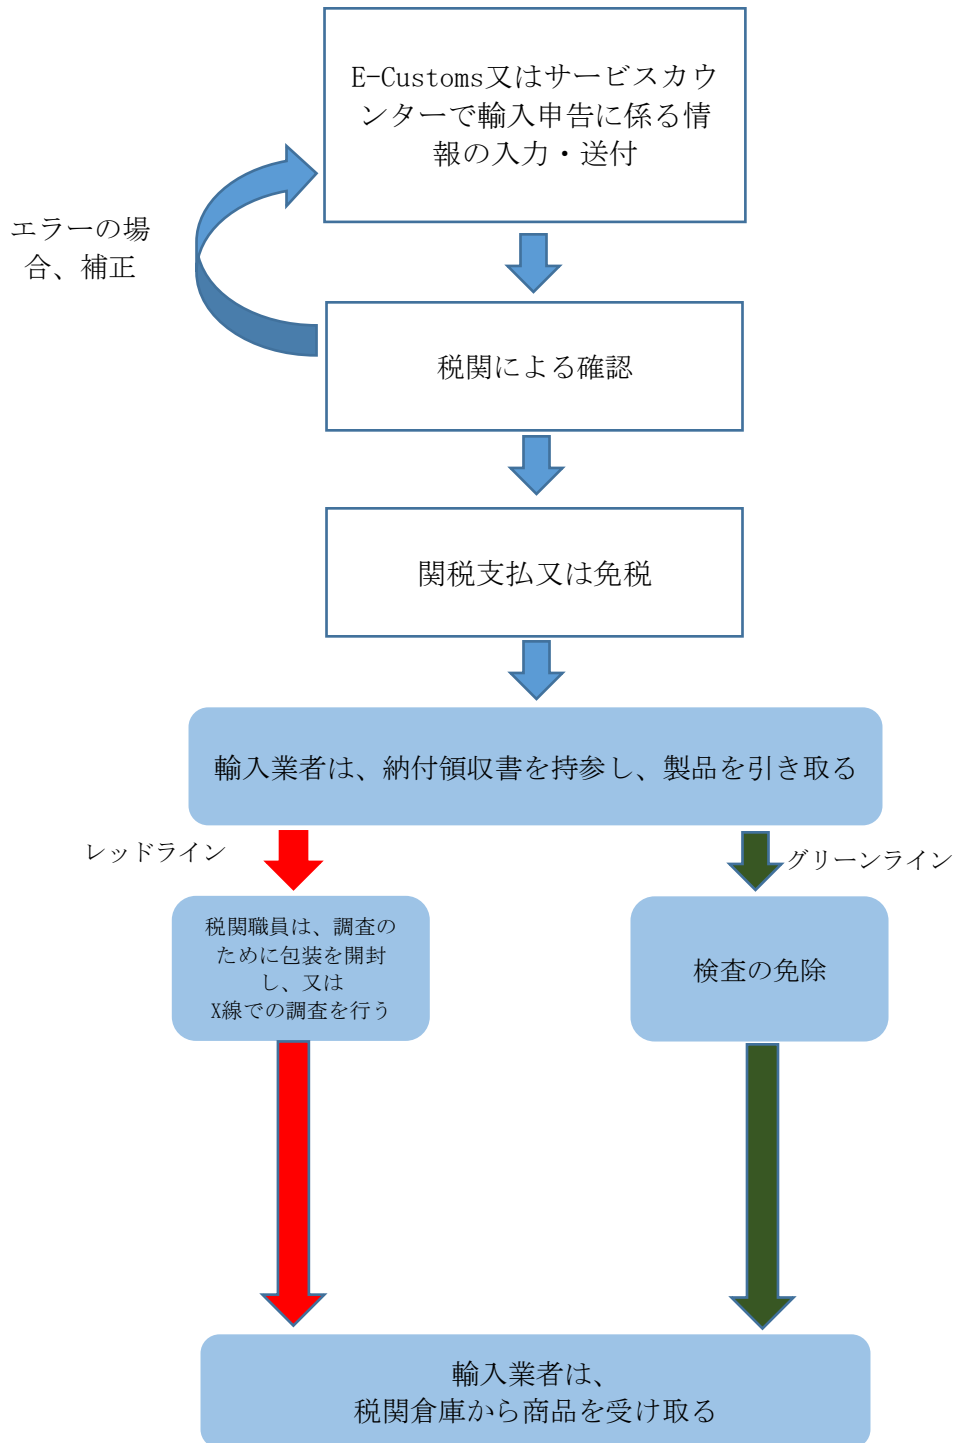 E-Customs又はサービスカウ
ンターで輸入申告に係る情
報の入力・送付
エラーの場
合、補正
税関による確認
関税支払又は免税
輸入業者は、納付領収書を持参し、製品を引き取る
レッドライン
グリーンライン
税関職員は、調査の
ために包装を開封
し、又は
X線での調査を行う
検査の免除
輸入業者は、
税関倉庫から商品を受け取る